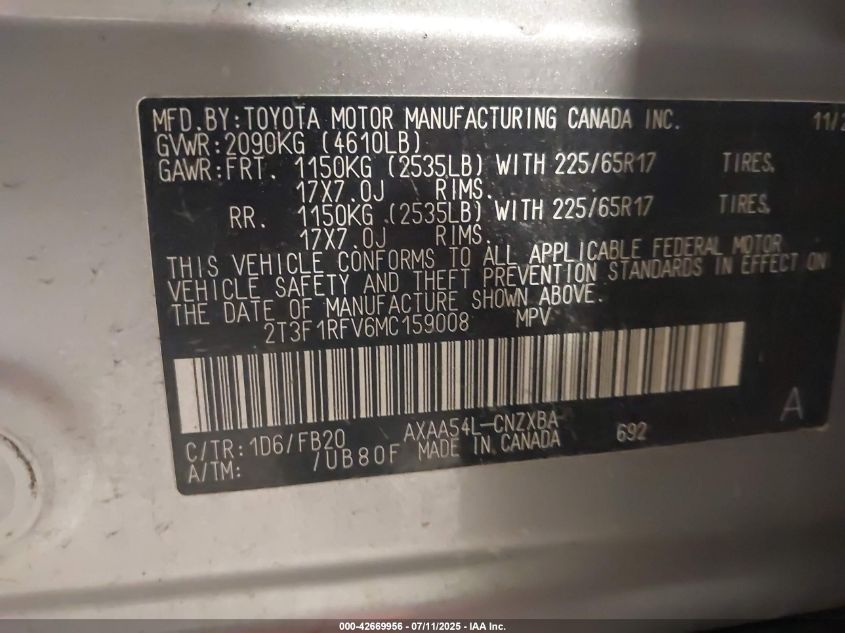 MFD.BY:TOYOTA MOTOR MANUFACTURING CANADA INC. 11/2
GVWR:2090KG (4610LB)
GAWR:FRT. 1150KG (2535LB) WITH 225/65R17 TIRES,
17X7.0J RIMS.
RR. 1150KG (2535LB) WITH 225/65R17 TIRES,
17X7.0J RIMS.
THIS VEHICLE CONFORMS TO ALL APPLICABLE FEDERAL MOTOR
VEHICLE SAFETY AND THEFT PREVENTION STANDARDS IN EFFECT ON
THE DATE OF MANUFACTURE SHOWN ABOVE.
2T3F1RFV6MC159008 MPV
A
C/TR:1D6/FB20 AXAA54L-CNZXBA 692
A/TM: /UB80F MADE IN CANADA
000-42669956 - 07/11/2025 - IAA Inc.